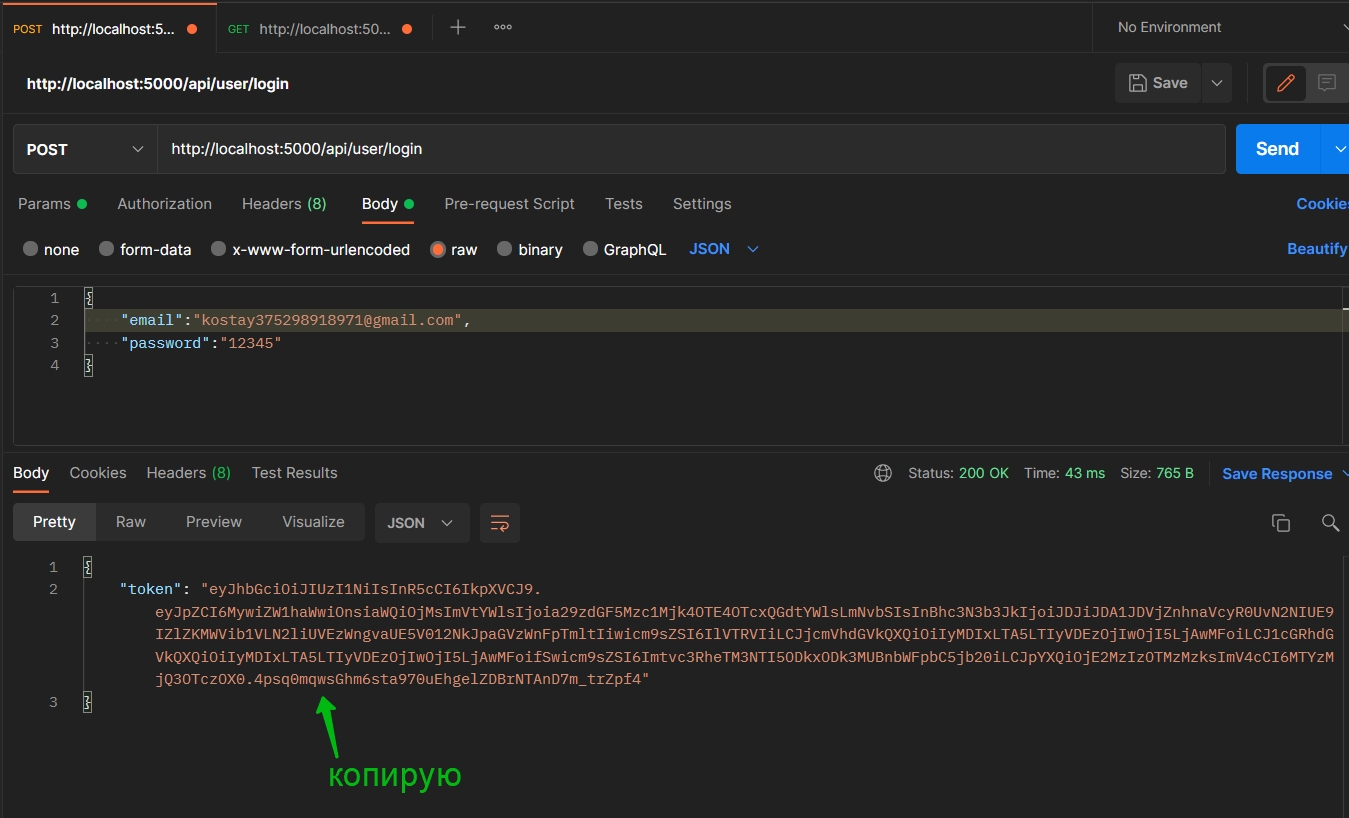 POST http://localhost:5... GET http://localhost:50... No Environment
http://localhost:5000/api/user/login Save
POST http://localhost:5000/api/user/login Send
Params Authorization Headers (8) Body Pre-request Script Tests Settings Cookies
none form-data x-www-form-urlencoded raw binary GraphQL JSON Beautify
1 {
2 "email":"kostay375298918971@gmail.com",
3 "password":"12345"
4 }
Body Cookies Headers (8) Test Results Status: 200 OK Time: 43 ms Size: 765 B Save Response
Pretty Raw Preview Visualize JSON
1 {
2 "token": "eyJhbGciOiJIUzI1NiIsInR5cCI6IkpXVCJ9.
eyJpZCI6MywiZW1haWwiOnsiaWQiOjMsImVtYWlsIjoia29zdGF5Mzc1Mjk4OTE4OTcxQGdtYWlsLmNvbSIsInBhc3N3b3JkIjoiJDJiJDA1JDVjZnhnaVcyR0UvN2NIUE9
IZlZKMWVib1VLN2liUVEzWngvaUE5V012NkJpaGVzWnFpTmltIiwicm9sZSI6IlVTRVIiLCJjcmVhdGVkQXQiOiIyMDIxLTA5LTIyVDEzOjIwOjI5LjAwMFoiLCJ1cGRhdG
VkQXQiOiIyMDIxLTA5LTIyVDEzOjIwOjI5LjAwMFoifSwicm9sZSI6Imtvc3RheTM3NTI5ODkxODk3MUBnbWFpbC5jb20iLCJpYXQiOjE2MzIzOTMzMzksImV4cCI6MTYzM
jQ3OTczOX0.4psq0mqwsGhm6sta970uEhgelZDBrNTAnD7m_trZpf4"
3 }
копирую